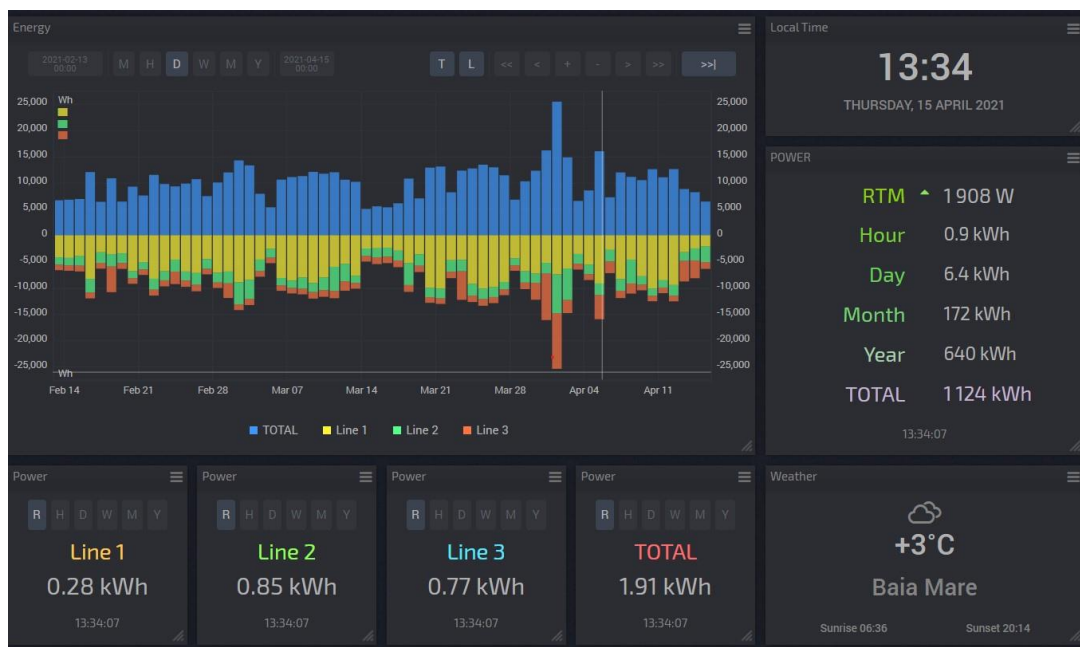 Energy
2021-02-13
00:00
M H D W M Y
2021-04-15
00:00
T L << < + - > >> >>|
Wh
25,000
20,000
15,000
10,000
5,000
0
-5,000
-10,000
-15,000
-20,000
-25,000
Wh
25,000
20,000
15,000
10,000
5,000
0
-5,000
-10,000
-15,000
-20,000
-25,000
Feb 14 Feb 21 Feb 28 Mar 07 Mar 14 Mar 21 Mar 28 Apr 04 Apr 11
TOTAL Line 1 Line 2 Line 3
Local Time
13:34
THURSDAY, 15 APRIL 2021
POWER
RTM 1 908 W
Hour 0.9 kWh
Day 6.4 kWh
Month 172 kWh
Year 640 kWh
TOTAL 1 124 kWh
13:34:07
Power
R H D W M Y
Line 1
0.28 kWh
13:34:07
Power
R H D W M Y
Line 2
0.85 kWh
13:34:07
Power
R H D W M Y
Line 3
0.77 kWh
13:34:07
Power
R H D W M Y
TOTAL
1.91 kWh
13:34:07
Weather
+3°C
Baia Mare
Sunrise 06:36 Sunset 20:14